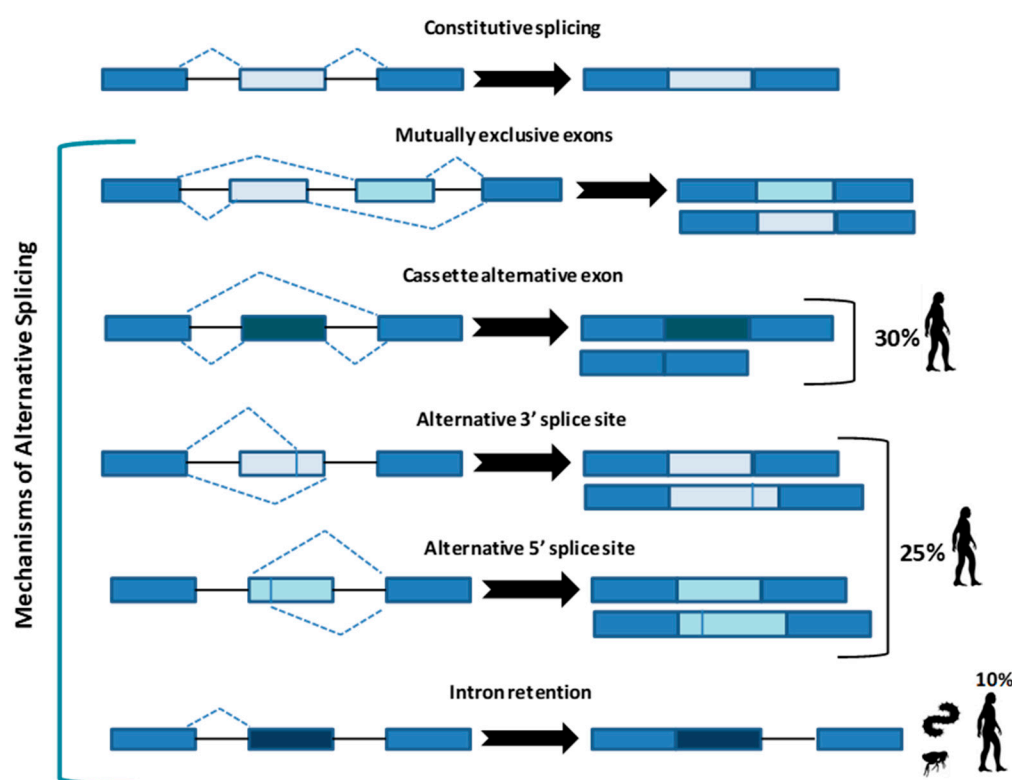 Constitutive splicing
Mutually exclusive exons
Cassette alternative exon
30%
Alternative 3’ splice site
Alternative 5’ splice site
25%
Intron retention
10%
Mechanisms of Alternative Splicing